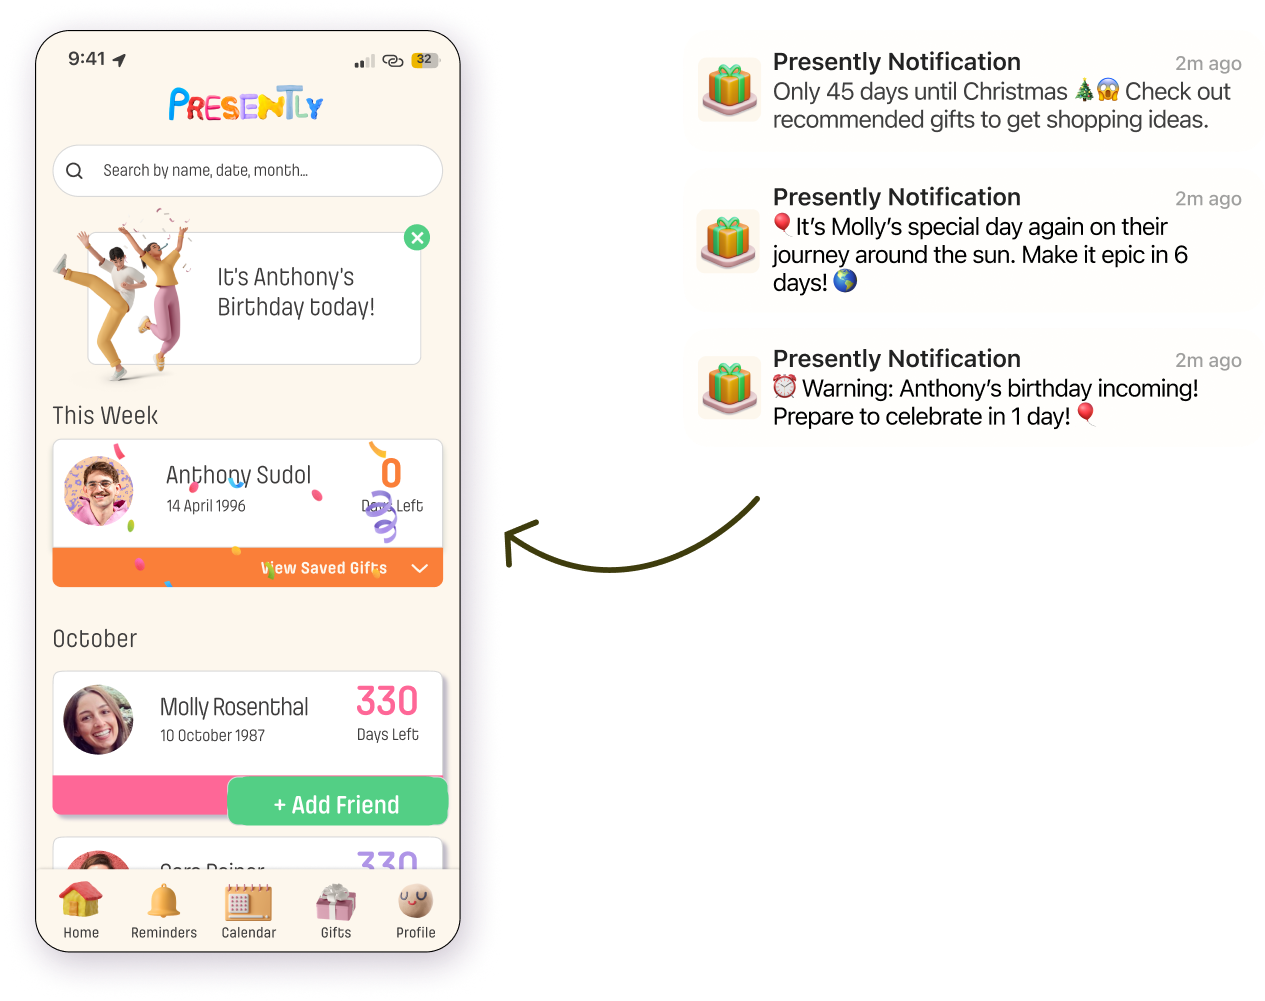 9:41
32
PRESENTLY
Search by name, date, month...
It's Anthony's
Birthday today!
This Week
Anthony Sudol
14 April 1996
0
Days Left
View Saved Gifts
October
Molly Rosenthal
10 October 1987
330
Days Left
+ Add Friend
330
Home
Reminders
Calendar
Gifts
Profile
Presently Notification
2m ago
Only 45 days until Christmas 🎄😱 Check out
recommended gifts to get shopping ideas.
Presently Notification
2m ago
🎈It’s Molly’s special day again on their
journey around the sun. Make it epic in 6
days! 🌎
Presently Notification
2m ago
⏰ Warning: Anthony’s birthday incoming!
Prepare to celebrate in 1 day! 🎈